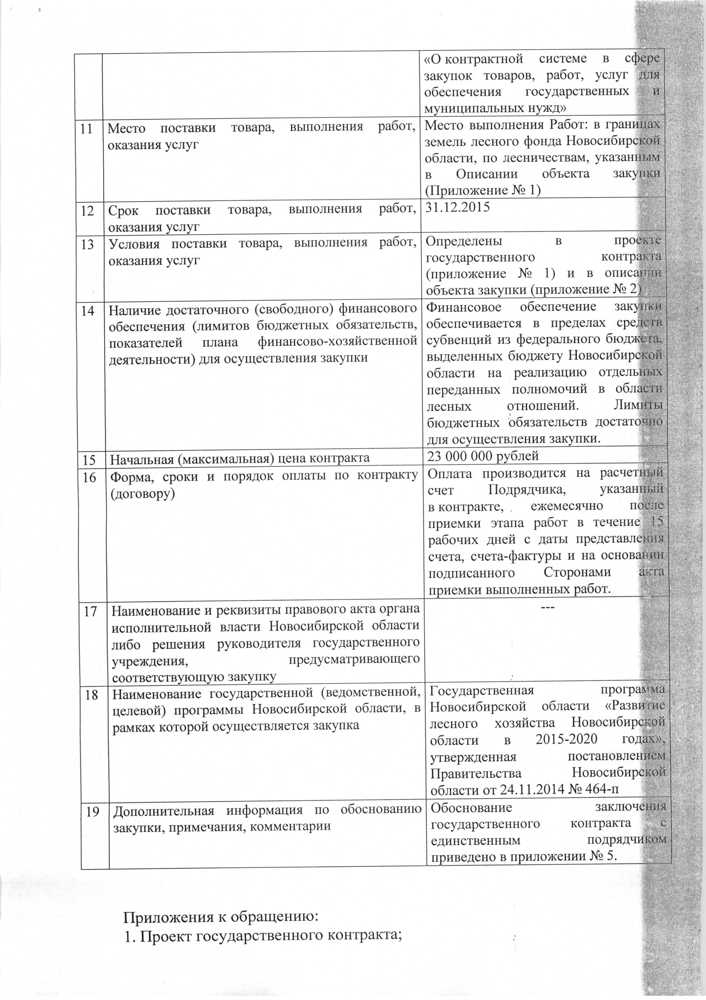 «О контрактной системе в сфере
закупок товаров, работ, услуг для
обеспечения государственных и
муниципальных нужд»
11
Место поставки товара, выполнения работ,
оказания услуг
Место выполнения Работ: в границах
земель лесного фонда Новосибирской
области, по лесничествам, указанным
в Описании объекта закупки
(Приложение № 1)
12
Срок поставки товара, выполнения работ,
оказания услуг
31.12.2015
13
Условия поставки товара, выполнения работ,
оказания услуг
Определены в проекте
государственного контракта
(приложение № 1) и в описании
объекта закупки (приложение № 2)
14
Наличие достаточного (свободного) финансового
обеспечения (лимитов бюджетных обязательств,
показателей плана финансово-хозяйственной
деятельности) для осуществления закупки
Финансовое обеспечение закупки
обеспечивается в пределах средств
субвенций из федерального бюджета,
выделенных бюджету Новосибирской
области на реализацию отдельных
переданных полномочий в области
лесных отношений. Лимиты
бюджетных обязательств достаточно
для осуществления закупки.
15
Начальная (максимальная) цена контракта
23 000 000 рублей
16
Форма, сроки и порядок оплаты по контракту
(договору)
Оплата производится на расчетный
счет Подрядчика, указанный
в контракте, ежемесячно после
приемки этапа работ в течение 15
рабочих дней с даты представления
счета, счета-фактуры и на основании
подписанного Сторонами акта
приемки выполненных работ.
17
Наименование и реквизиты правового акта органа
исполнительной власти Новосибирской области
либо решения руководителя государственного
учреждения, предусматривающего
соответствующую закупку
---
18
Наименование государственной (ведомственной,
целевой) программы Новосибирской области, в
рамках которой осуществляется закупка
Государственная программа
Новосибирской области «Развитие
лесного хозяйства Новосибирской
области в 2015-2020 годах»,
утвержденная постановлением
Правительства Новосибирской
области от 24.11.2014 № 464-п
19
Дополнительная информация по обоснованию
закупки, примечания, комментарии
Обоснование заключения
государственного контракта с
единственным подрядчиком
приведено в приложении № 5.
Приложения к обращению:
1. Проект государственного контракта;